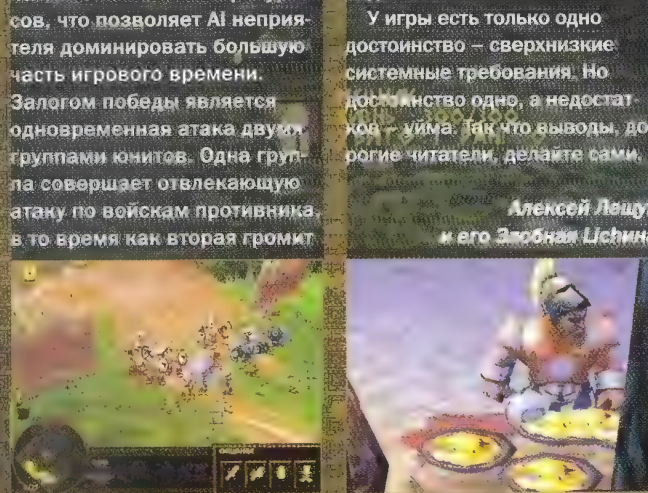 сов, что позволяет AI неприя-
теля доминировать большую
часть игрового времени.
Залогом победы является
одновременная атака двумя
группами юнитов. Одна груп-
па совершает отвлекающую
атаку по войскам противника,
в то время как вторая громит
У игры есть только одно
достоинство – сверхнизкие
системные требования. Но
достоинство одно, а недостат-
ков – уйма. Так что выводы, до
рогие читатели, делайте сами.
Алексей Лещу
и его Злобная Lichин